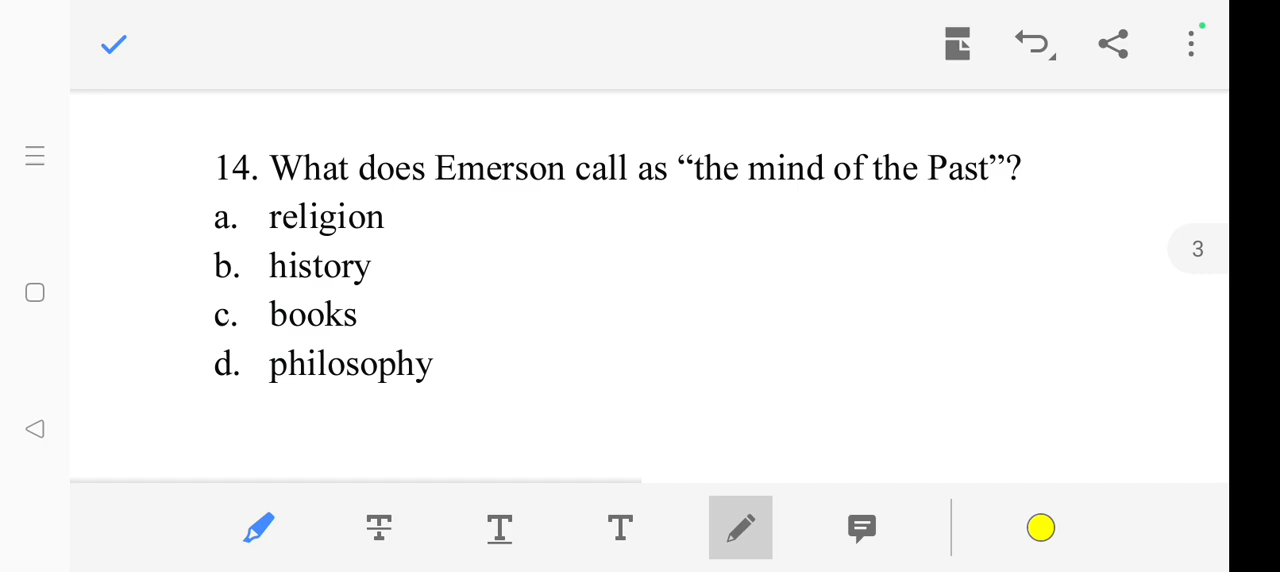 14. What does Emerson call as “the mind of the Past”?
a. religion
b. history
c. books
d. philosophy
3
T
T
T